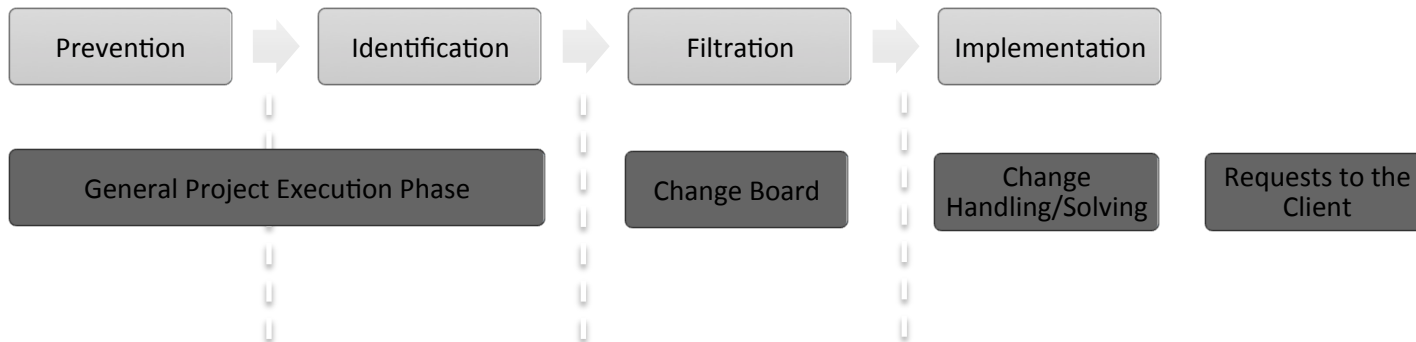 Prevention
Identification
Filtration
Implementation
General Project Execution Phase
Change Board
Change
Handling/Solving
Requests to the
Client